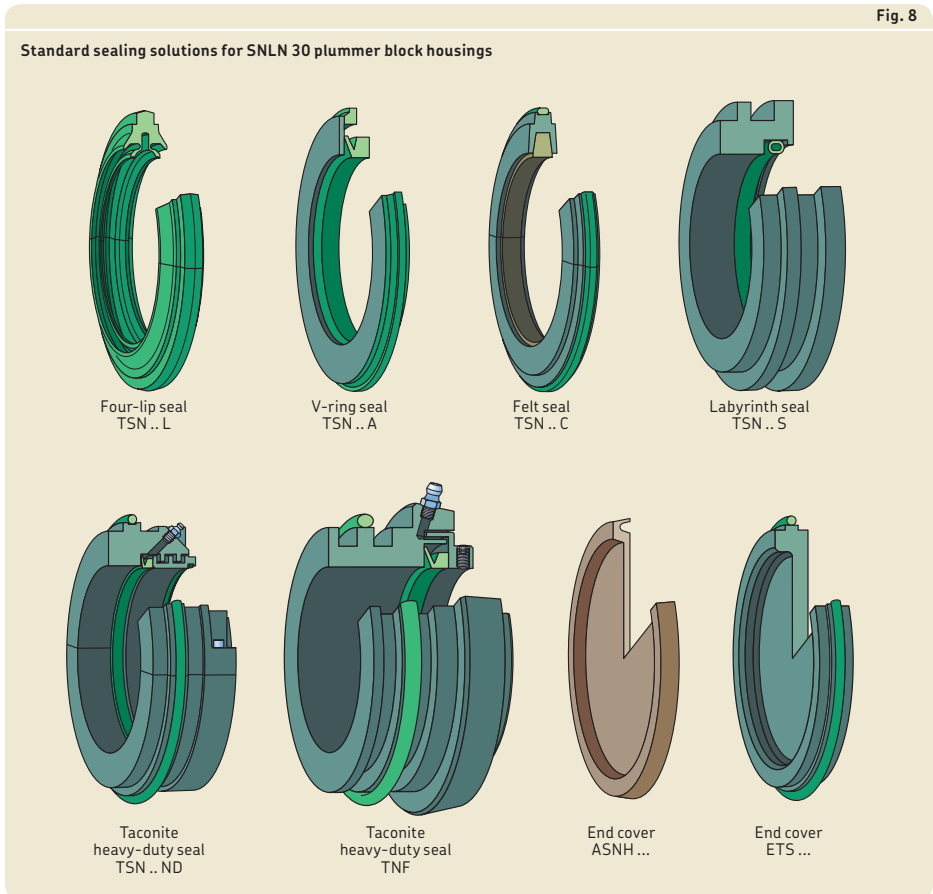 Fig. 8
Standard sealing solutions for SNLN 30 plummer block housings
Four-lip seal
TSN .. L
V-ring seal
TSN .. A
Felt seal
TSN .. C
Labyrinth seal
TSN .. S
Taconite
heavy-duty seal
TSN .. ND
Taconite
heavy-duty seal
TNF
End cover
ASNH ...
End cover
ETS ...